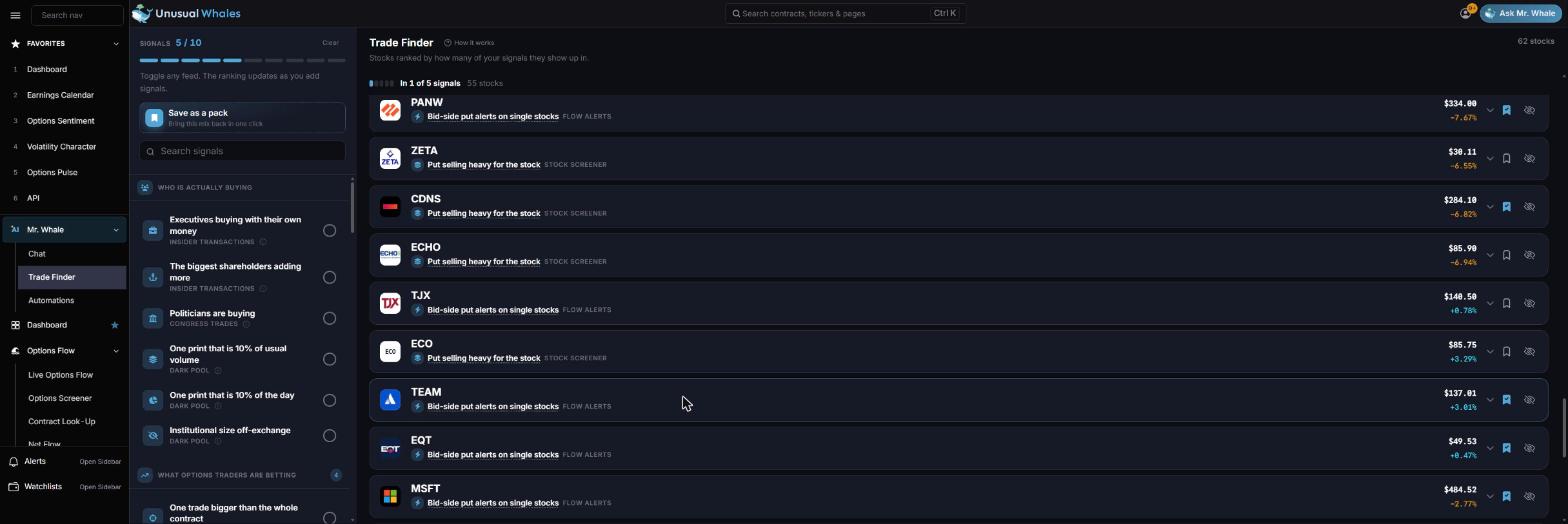 Search nav
Unusual Whales
Search contracts, tickers & pages
Ctrl K
9+
Ask Mr. Whale
FAVORITES
1 Dashboard
2 Earnings Calendar
3 Options Sentiment
4 Volatility Character
5 Options Pulse
6 API
AI Mr. Whale
Chat
Trade Finder
Automations
Dashboard
Options Flow
Live Options Flow
Options Screener
Contract Look-Up
Net Flow
Alerts Open Sidebar
Watchlists Open Sidebar
SIGNALS 5 / 10 Clear
Toggle any feed. The ranking updates as you add
signals.
Save as a pack
Bring this mix back in one click
Search signals
WHO IS ACTUALLY BUYING
Executives buying with their own
money
INSIDER TRANSACTIONS
The biggest shareholders adding
more
INSIDER TRANSACTIONS
Politicians are buying
CONGRESS TRADES
One print that is 10% of usual
volume
DARK POOL
One print that is 10% of the day
DARK POOL
Institutional size off-exchange
DARK POOL
WHAT OPTIONS TRADERS ARE BETTING 4
One trade bigger than the whole
contract
Trade Finder How it works
62 stocks
Stocks ranked by how many of your signals they show up in.
In 1 of 5 signals 55 stocks
PANW $334.00
Bid-side put alerts on single stocks FLOW ALERTS -7.67%
ZETA
ZETA $30.11
Put selling heavy for the stock STOCK SCREENER -6.55%
CDNS $284.10
Put selling heavy for the stock STOCK SCREENER -6.82%
ECHO
ECHO $85.90
Put selling heavy for the stock STOCK SCREENER -6.94%
TJX
TJX $140.50
Bid-side put alerts on single stocks FLOW ALERTS +0.78%
ECO
ECO $85.75
Put selling heavy for the stock STOCK SCREENER +3.29%
TEAM $137.01
Bid-side put alerts on single stocks FLOW ALERTS +3.01%
EQT
EQT $49.53
Bid-side put alerts on single stocks FLOW ALERTS +0.47%
MSFT $484.52
Bid-side put alerts on single stocks FLOW ALERTS -2.77%